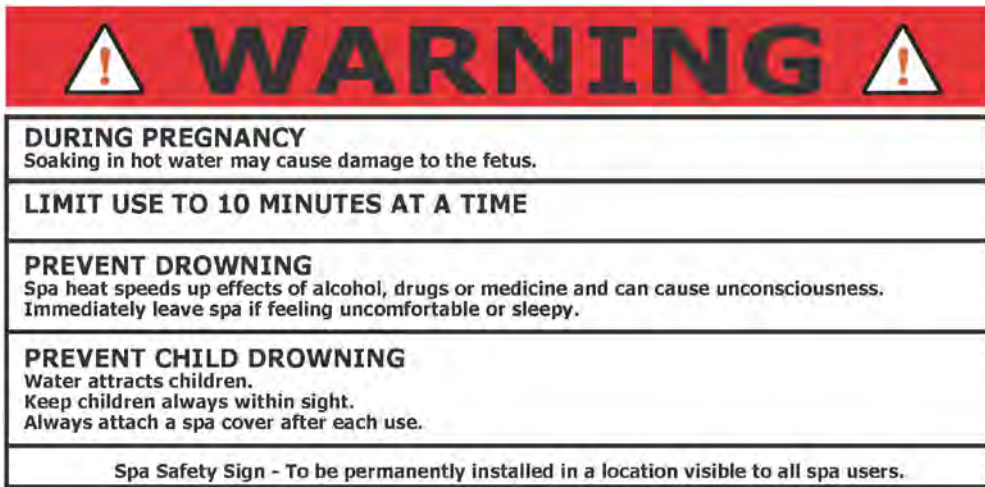 WARNING
DURING PREGNANCY
Soaking in hot water may cause damage to the fetus.
LIMIT USE TO 10 MINUTES AT A TIME
PREVENT DROWNING
Spa heat speeds up effects of alcohol, drugs or medicine and can cause unconsciousness.
Immediately leave spa if feeling uncomfortable or sleepy.
PREVENT CHILD DROWNING
Water attracts children.
Keep children always within sight.
Always attach a spa cover after each use.
Spa Safety Sign - To be permanently installed in a location visible to all spa users.